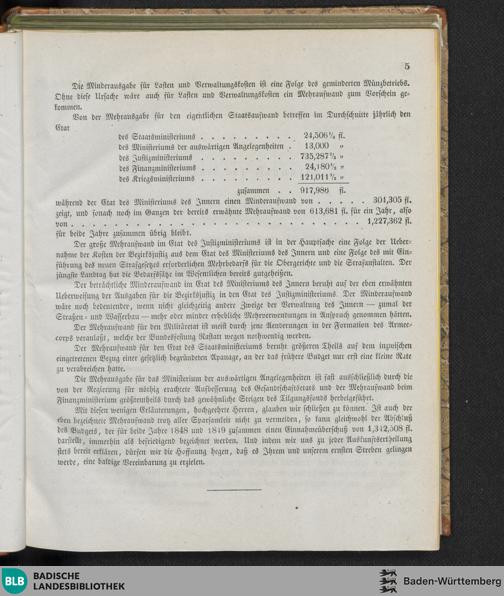 5
Die Minderausgabe für Lasten und Verwaltungskosten ist eine Folge des geminderten Münzbetriebs.
Ohne diese Ursache wäre auch für Lasten und Verwaltungskosten ein Mehraufwand zum Vorschein ge-
kommen.
Von der Mehrausgabe für den eigentlichen Staatsaufwand betreffen im Durchschnitte jährlich den
Etat
des Staatsministeriums . . . . . . . . . 24,506 fl.
des Ministeriums der auswärtigen Angelegenheiten . 13,000 „
des Justizministeriums . . . . . . . . . 735,287½ „
des Finanzministeriums . . . . . . . . . 24,180½ „
des Kriegsministeriums . . . . . . . . . 121,011½ „
zusammen . . 917,986 fl.
während der Etat des Ministeriums des Innern einen Minderaufwand von . . . . . 304,305 fl.
zeigt, und sonach noch im Ganzen der bereits erwähnte Mehraufwand von 613,681 fl. für ein Jahr, also
von . . . . . . . . . . . . . . . . . . . . . . . . 1,227,362 fl.
für beide Jahre zusammen übrig bleibt.
Der große Mehraufwand im Etat des Justizministeriums ist in der Hauptsache eine Folge der Ueber-
nahme der Kosten der Bezirksjustiz aus dem Etat des Ministeriums des Innern und eine Folge des mit Ein-
führung des neuen Strafgesetzes erforderlichen Mehrbedarfs für die Obergerichte und die Strafanstalten. Der
jüngste Landtag hat die Bedarfssätze im Wesentlichen bereits gutgeheißen.
Der beträchtliche Minderaufwand im Etat des Ministeriums des Innern beruht auf der eben erwähnten
Ueberweisung der Ausgaben für die Bezirksjustiz in den Etat des Justizministeriums. Der Minderaufwand
wäre noch bedeutender, wenn nicht gleichzeitig andere Zweige der Verwaltung des Innern — zumal der
Straßen- und Wasserbau — mehr oder minder erhebliche Mehrverwendungen in Anspruch genommen hätten.
Der Mehraufwand für den Militäretat ist meist durch jene Aenderungen in der Formation des Armee-
corps veranlaßt, welche der Bundesfestung Rastatt wegen nothwendig werden.
Der Mehraufwand für den Etat des Staatsministeriums beruht größeren Theils auf dem inzwischen
eingetretenen Bezug einer gesetzlich begründeten Apanage, an der das frühere Budget nur erst eine kleine Rate
zu verabreichen hatte.
Die Mehrausgabe für das Ministerium der auswärtigen Angelegenheiten ist fast ausschließlich durch die
von der Regierung für nöthig erachtete Aufbesserung des Gesandtschaftsetats und der Mehraufwand beim
Finanzministerium größtentheils durch das gewöhnliche Steigen des Tilgungsfonds herbeigeführt.
Mit diesen wenigen Erläuterungen, hochgeehrte Herren, glauben wir schließen zu können. Ist auch der
eben bezeichnete Mehraufwand trotz aller Sparsamkeit nicht zu vermeiden, so kann gleichwohl der Abschluß
des Budgets, der für beide Jahre 1848 und 1849 zusammen einen Einnahmeüberschuß von 1,312,508 fl.
darstellt, immerhin als befriedigend bezeichnet werden. Und indem wir uns zu jeder Auskunftsertheilung
stets bereit erklären, dürfen wir die Hoffnung hegen, daß es Ihrem und unserem ernsten Streben gelingen
werde, eine baldige Vereinbarung zu erzielen.
BLB BADISCHE
LANDESBIBLIOTHEK
Baden-Württemberg